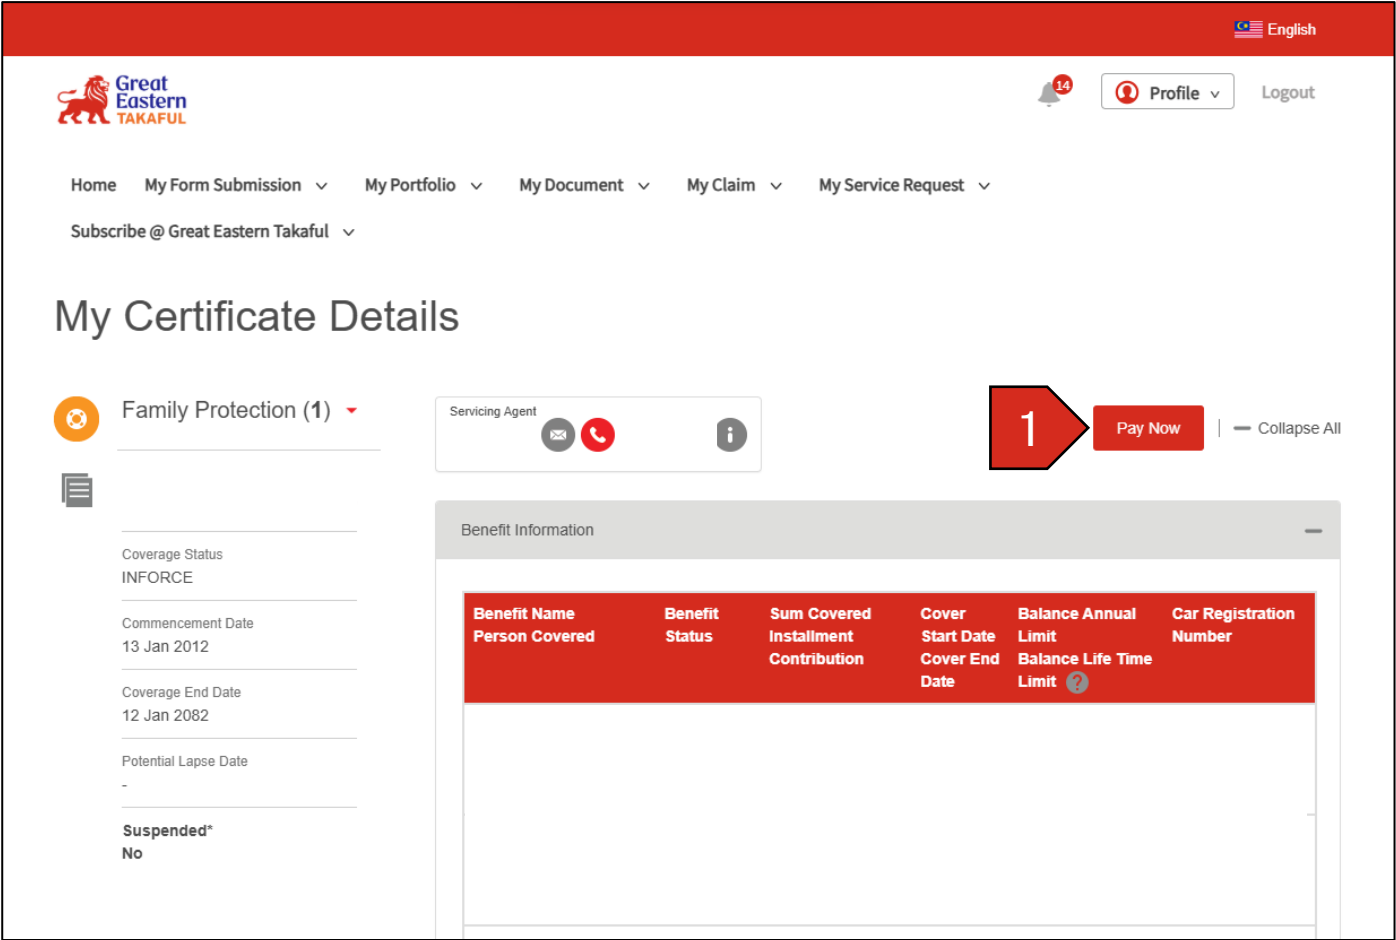 English
Great
Eastern
TAKAFUL
14
Profile
Logout
Home My Form Submission My Portfolio My Document My Claim My Service Request
Subscribe @ Great Eastern Takaful
My Certificate Details
Family Protection (1)
Servicing Agent
1
Pay Now
Collapse All
Coverage Status
INFORCE
Commencement Date
13 Jan 2012
Coverage End Date
12 Jan 2082
Potential Lapse Date
-
Suspended*
No
Benefit Information
Benefit Name
Person Covered
Benefit
Status
Sum Covered
Installment
Contribution
Cover
Start Date
Cover End
Date
Balance Annual
Limit
Balance Life Time
Limit ?
Car Registration
Number